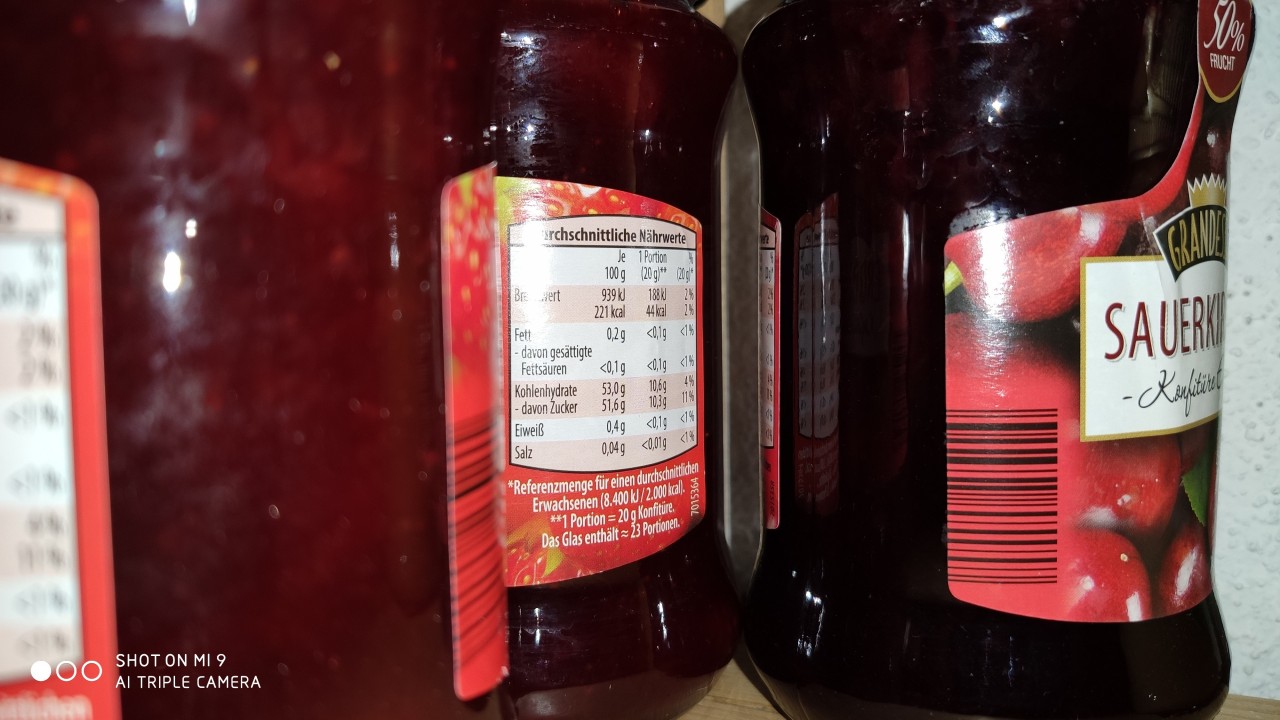 50%
FRUCHT
GRANDE
SAUERKI
- Konfitüre
Durchschnittliche Nährwerte
Je 1 Portion %
100 g (20 g)** (20 g)*
Brennwert 939 kJ 188 kJ 2 %
221 kcal 44 kcal 2 %
Fett 0,2 g <0,1 g <1 %
- davon gesättigte
Fettsäuren <0,1 g <0,1 g <1 %
Kohlenhydrate 53,0 g 10,6 g 4 %
- davon Zucker 51,6 g 10,3 g 11 %
Eiweiß 0,4 g <0,1 g <1 %
Salz 0,04 g <0,01 g <1 %
*Referenzmenge für einen durchschnittlichen
Erwachsenen (8.400 kJ / 2.000 kcal).
**1 Portion = 20 g Konfitüre.
Das Glas enthält ≈ 23 Portionen.
7015364
SHOT ON MI 9
AI TRIPLE CAMERA